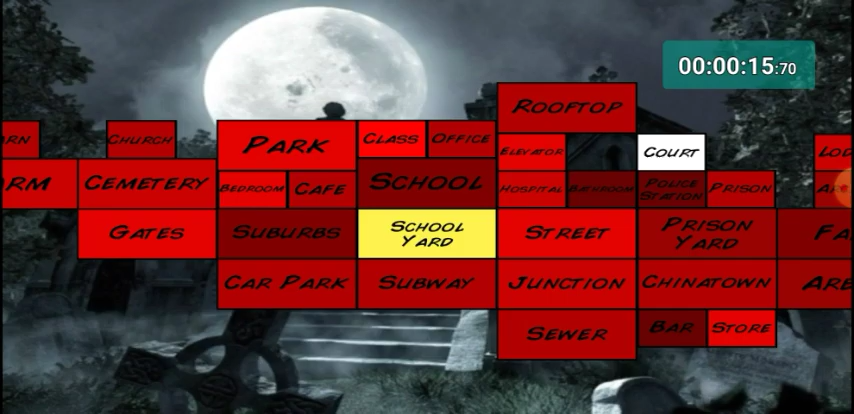 00:00:15:70
ROOFTOP
CHURCH
PARK
CLASS
OFFICE
ELEVATOR
COURT
CEMETERY
BEDROOM
CAFE
SCHOOL
HOSPITAL
BATHROOM
POLICE
STATION
PRISON
GATES
SUBURBS
SCHOOL
YARD
STREET
PRISON
YARD
CAR PARK
SUBWAY
JUNCTION
CHINATOWN
SEWER
BAR
STORE